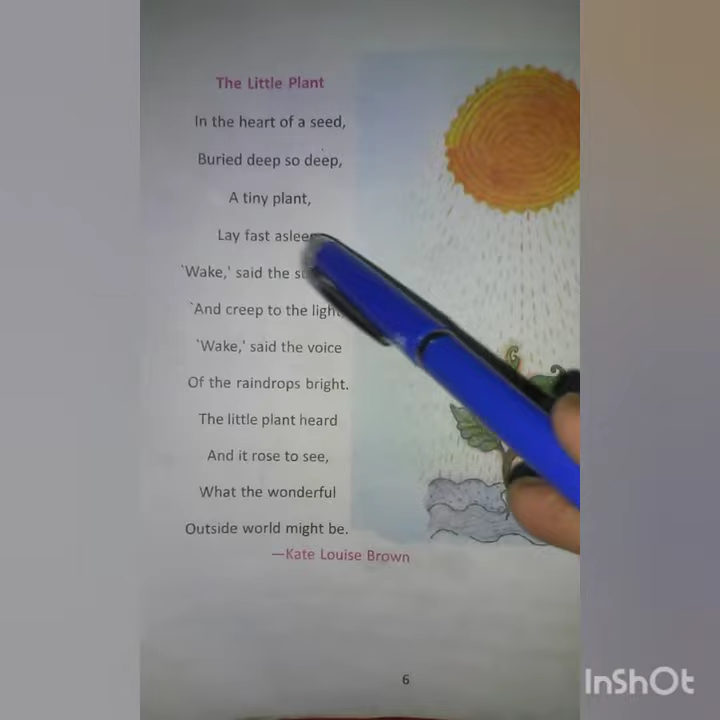 The Little Plant
In the heart of a seed,
Buried deep so deep,
A tiny plant,
Lay fast asleep
`Wake,' said the
`And creep to the light,
`Wake,' said the voice
Of the raindrops bright.
The little plant heard
And it rose to see,
What the wonderful
Outside world might be.
—Kate Louise Brown
6
InShOt